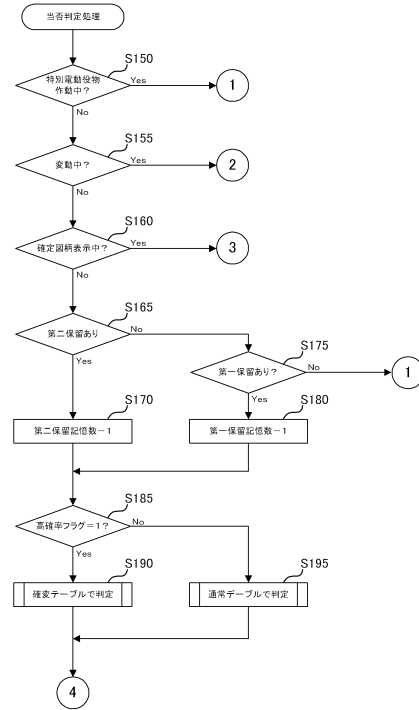 当否判定処理
S150
特別電動役物
作動中？
Yes
1
No
S155
変動中？
Yes
2
No
S160
確定図柄表示中？
Yes
3
No
S165
第二保留あり
No
Yes
S175
第一保留あり？
No
1
Yes
S170
第二保留記憶数－1
S180
第一保留記憶数－1
S185
高確率フラグ＝1？
No
Yes
S190
確変テーブルで判定
S195
通常テーブルで判定
4